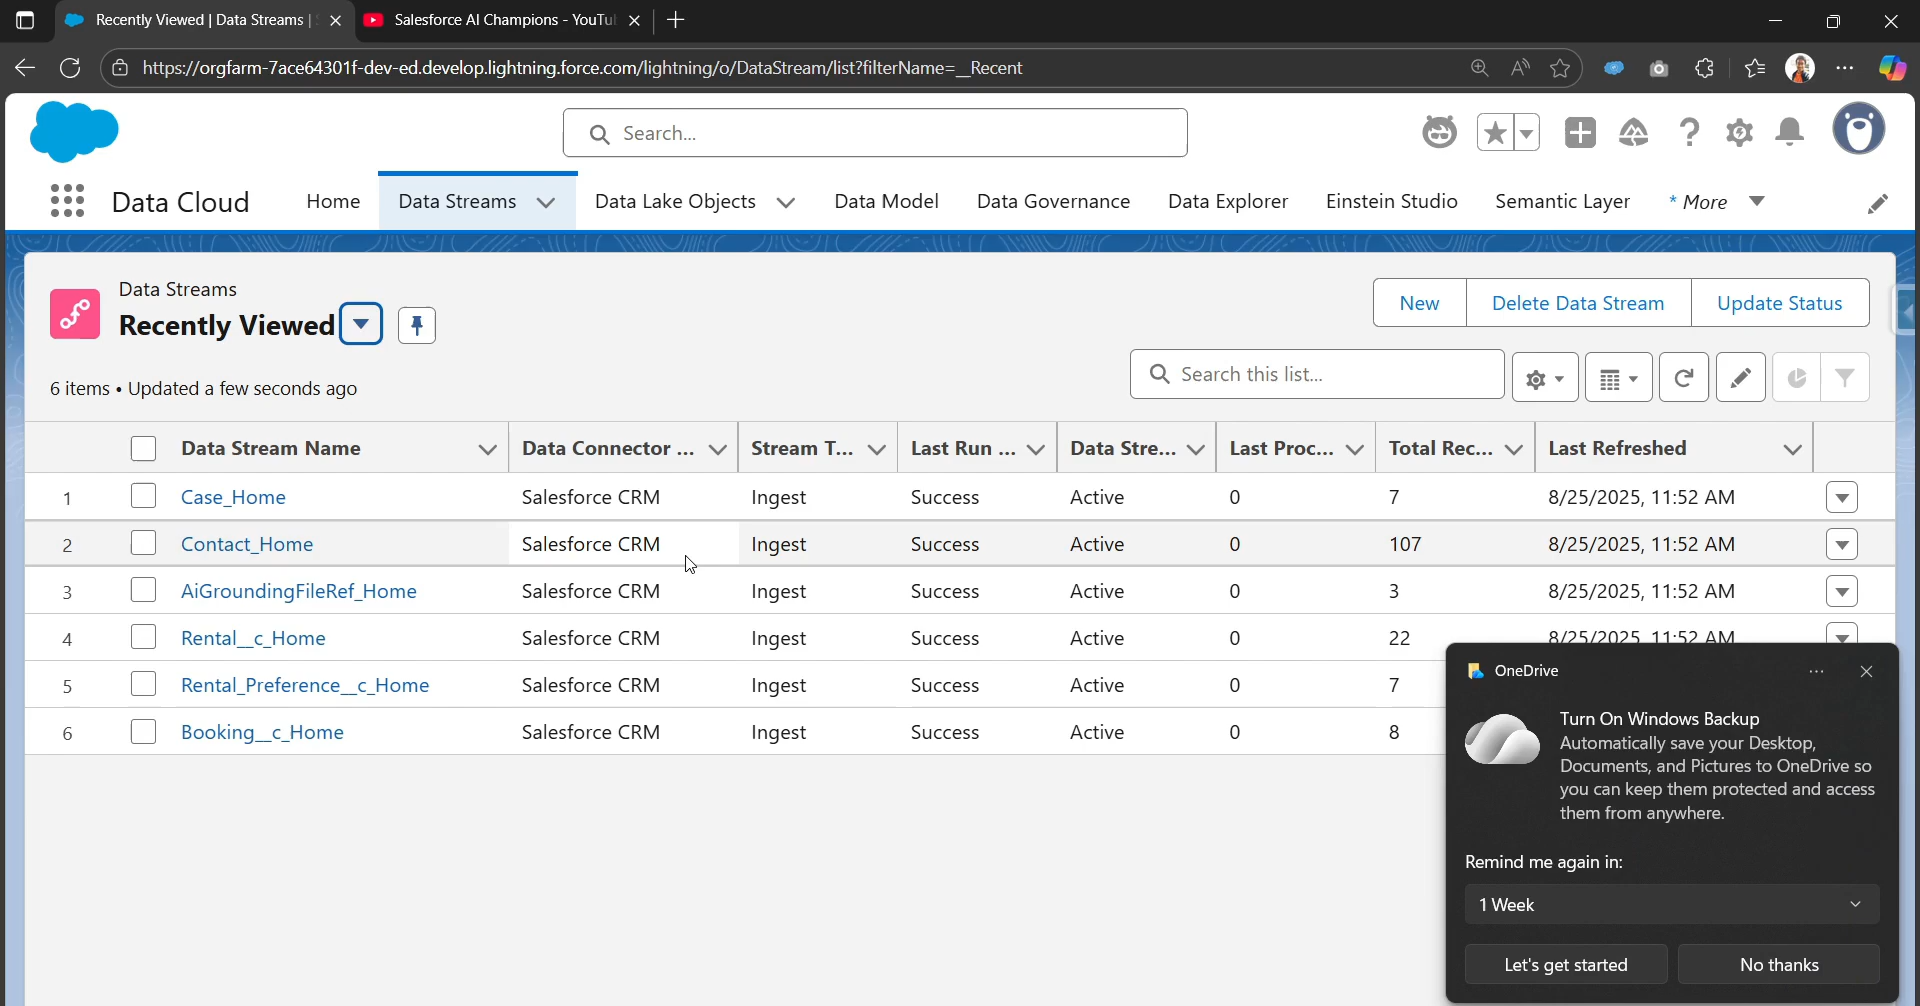 Recently Viewed | Data Streams |
Salesforce AI Champions - YouTu
https://orgfarm-7ace64301f-dev-ed.develop.lightning.force.com/lightning/o/DataStream/list?filterName=__Recent
Search...
Data Cloud
Home
Data Streams
Data Lake Objects
Data Model
Data Governance
Data Explorer
Einstein Studio
Semantic Layer
* More
Data Streams
Recently Viewed
New
Delete Data Stream
Update Status
6 items • Updated a few seconds ago
Search this list...
Data Stream Name Data Connector ... Stream T... Last Run ... Data Stre... Last Proc... Total Rec... Last Refreshed
1 Case_Home Salesforce CRM Ingest Success Active 0 7 8/25/2025, 11:52 AM
2 Contact_Home Salesforce CRM Ingest Success Active 0 107 8/25/2025, 11:52 AM
3 AiGroundingFileRef_Home Salesforce CRM Ingest Success Active 0 3 8/25/2025, 11:52 AM
4 Rental__c_Home Salesforce CRM Ingest Success Active 0 22 8/25/2025, 11:52 AM
5 Rental_Preference__c_Home Salesforce CRM Ingest Success Active 0 7
6 Booking__c_Home Salesforce CRM Ingest Success Active 0 8
OneDrive
Turn On Windows Backup
Automatically save your Desktop,
Documents, and Pictures to OneDrive so
you can keep them protected and access
them from anywhere.
Remind me again in:
1 Week
Let's get started
No thanks